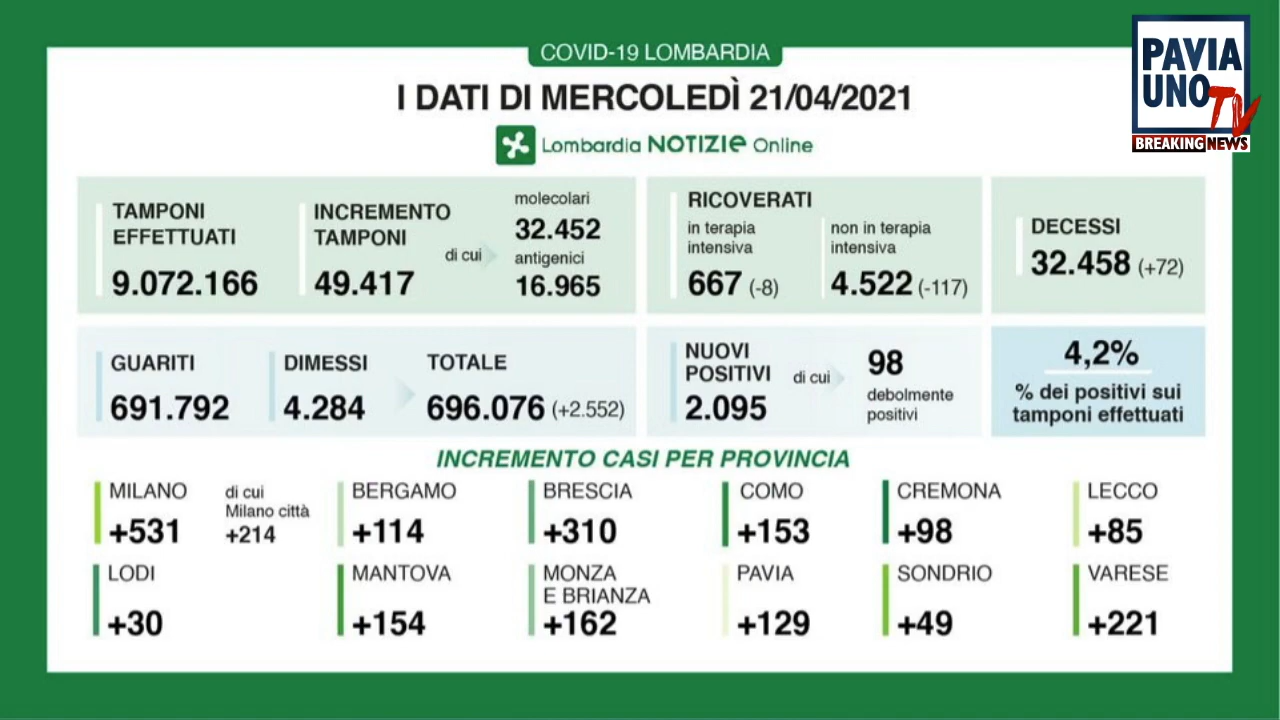 COVID-19 LOMBARDIA
PAVIA
UNO TV
BREAKING NEWS
I DATI DI MERCOLEDÌ 21/04/2021
Lombardia NOTIZIE Online
TAMPONI
EFFETTUATI
9.072.166
INCREMENTO
TAMPONI
49.417
di cui
molecolari
32.452
antigenici
16.965
RICOVERATI
in terapia
intensiva
667 (-8)
non in terapia
intensiva
4.522 (-117)
DECESSI
32.458 (+72)
GUARITI
691.792
DIMESSI
4.284
TOTALE
696.076 (+2.552)
NUOVI
POSITIVI
2.095
di cui
98
debolmente
positivi
4,2%
% dei positivi sui
tamponi effettuati
INCREMENTO CASI PER PROVINCIA
MILANO
+531
di cui
Milano città
+214
BERGAMO
+114
BRESCIA
+310
COMO
+153
CREMONA
+98
LECCO
+85
LODI
+30
MANTOVA
+154
MONZA
E BRIANZA
+162
PAVIA
+129
SONDRIO
+49
VARESE
+221